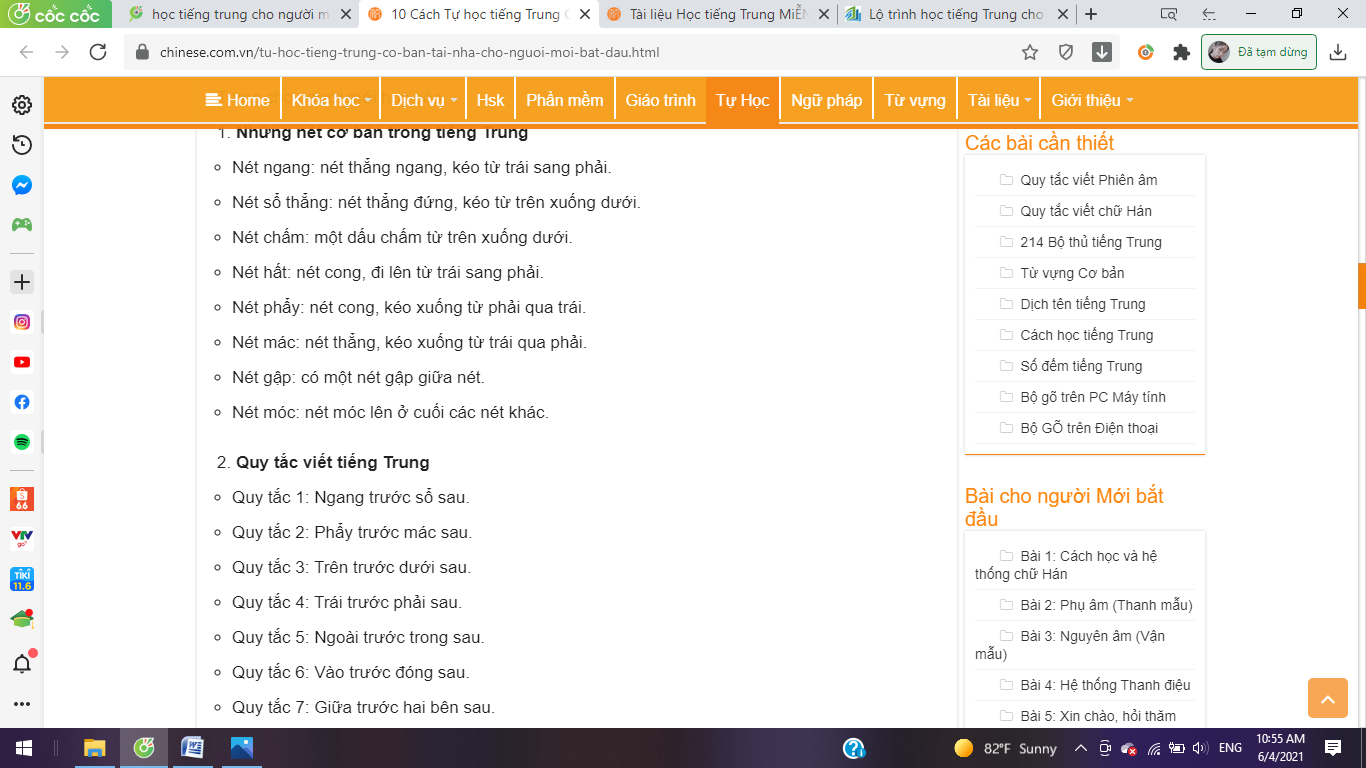 cốc cốc
học tiếng trung cho người m
10 Cách Tự học tiếng Trung C
Tài liệu Học tiếng Trung MiỄN
Lộ trình học tiếng Trung cho
chinese.com.vn/tu-hoc-tieng-trung-co-ban-tai-nha-cho-nguoi-moi-bat-dau.html
Đã tạm dừng
Home Khóa học Dịch vụ Hsk Phần mềm Giáo trình Tự Học Ngữ pháp Từ vựng Tài liệu Giới thiệu
1. Những nét cơ bản trong tiếng Trung
Nét ngang: nét thẳng ngang, kéo từ trái sang phải.
Nét sổ thẳng: nét thẳng đứng, kéo từ trên xuống dưới.
Nét chấm: một dấu chấm từ trên xuống dưới.
Nét hất: nét cong, đi lên từ trái sang phải.
Nét phẩy: nét cong, kéo xuống từ phải qua trái.
Nét mác: nét thẳng, kéo xuống từ trái qua phải.
Nét gập: có một nét gập giữa nét.
Nét móc: nét móc lên ở cuối các nét khác.
2. Quy tắc viết tiếng Trung
Quy tắc 1: Ngang trước sổ sau.
Quy tắc 2: Phẩy trước mác sau.
Quy tắc 3: Trên trước dưới sau.
Quy tắc 4: Trái trước phải sau.
Quy tắc 5: Ngoài trước trong sau.
Quy tắc 6: Vào trước đóng sau.
Quy tắc 7: Giữa trước hai bên sau.
Các bài cần thiết
Quy tắc viết Phiên âm
Quy tắc viết chữ Hán
214 Bộ thủ tiếng Trung
Từ vựng Cơ bản
Dịch tên tiếng Trung
Cách học tiếng Trung
Số đếm tiếng Trung
Bộ gõ trên PC Máy tính
Bộ GÕ trên Điện thoại
Bài cho người Mới bắt
đầu
Bài 1: Cách học và hệ
thống chữ Hán
Bài 2: Phụ âm (Thanh mẫu)
Bài 3: Nguyên âm (Vận
mẫu)
Bài 4: Hệ thống Thanh điệu
Bài 5: Xin chào, hỏi thăm
66
VTV
go
TIKI
11.6
82°F Sunny
ENG
10:55 AM
6/4/2021